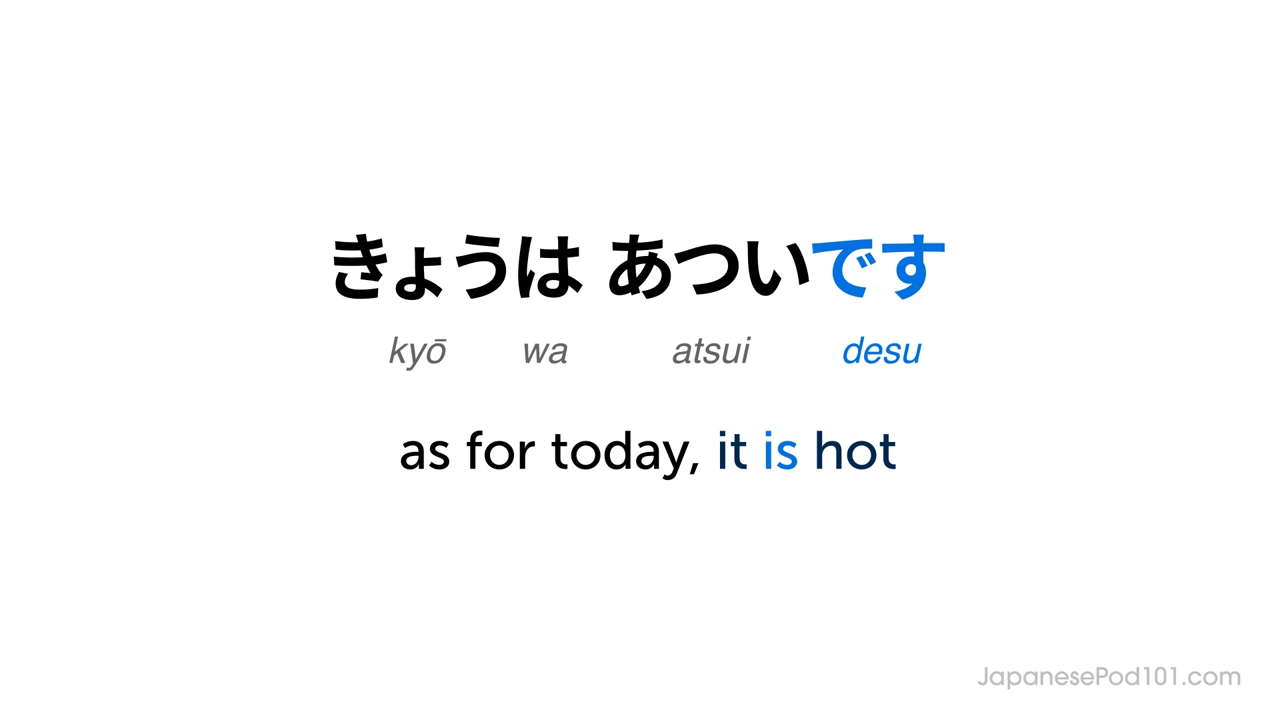 きょうは あついです
kyō wa atsui desu
as for today, it is hot
JapanesePod101.com